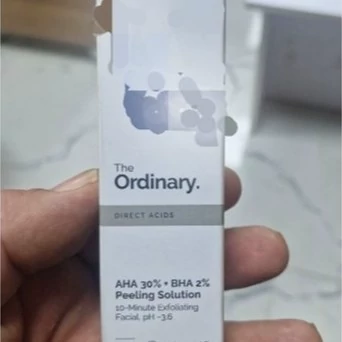 The
Ordinary.
DIRECT ACIDS
AHA 30% + BHA 2%
Peeling Solution
10-Minute Exfoliating
Facial, pH ~3.6